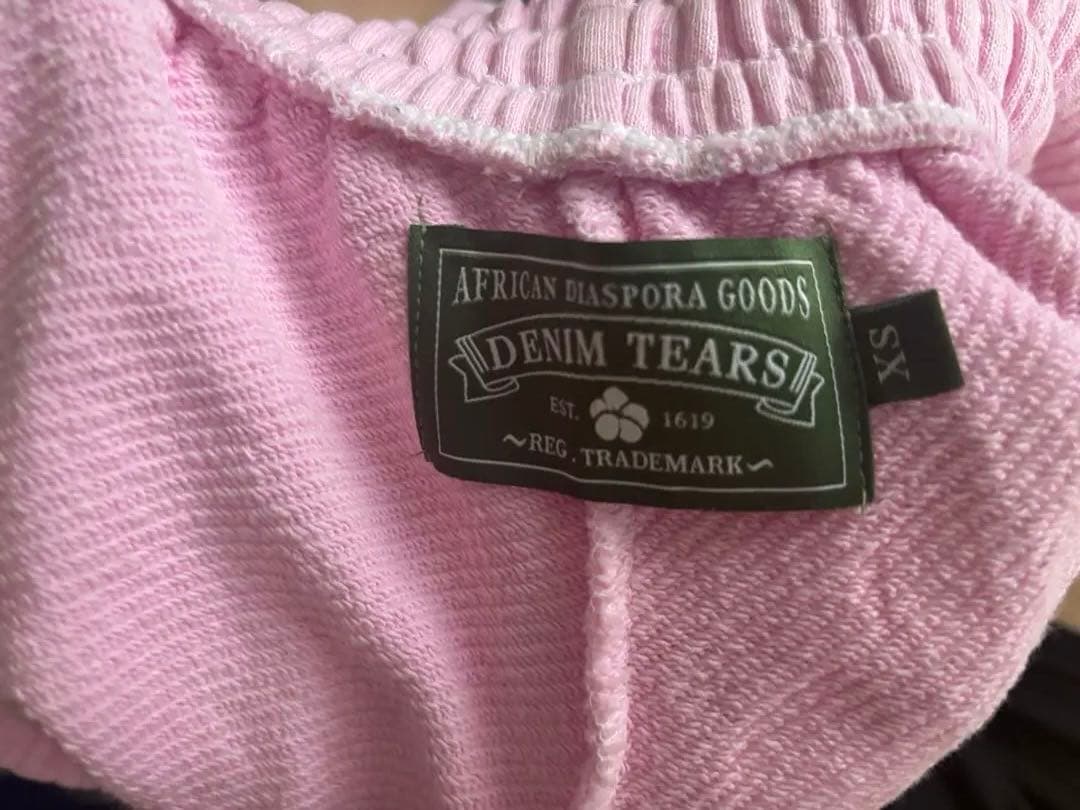 AFRICAN DIASPORA GOODS
DENIM TEARS
EST. 1619
~REG. TRADEMARK~
XS